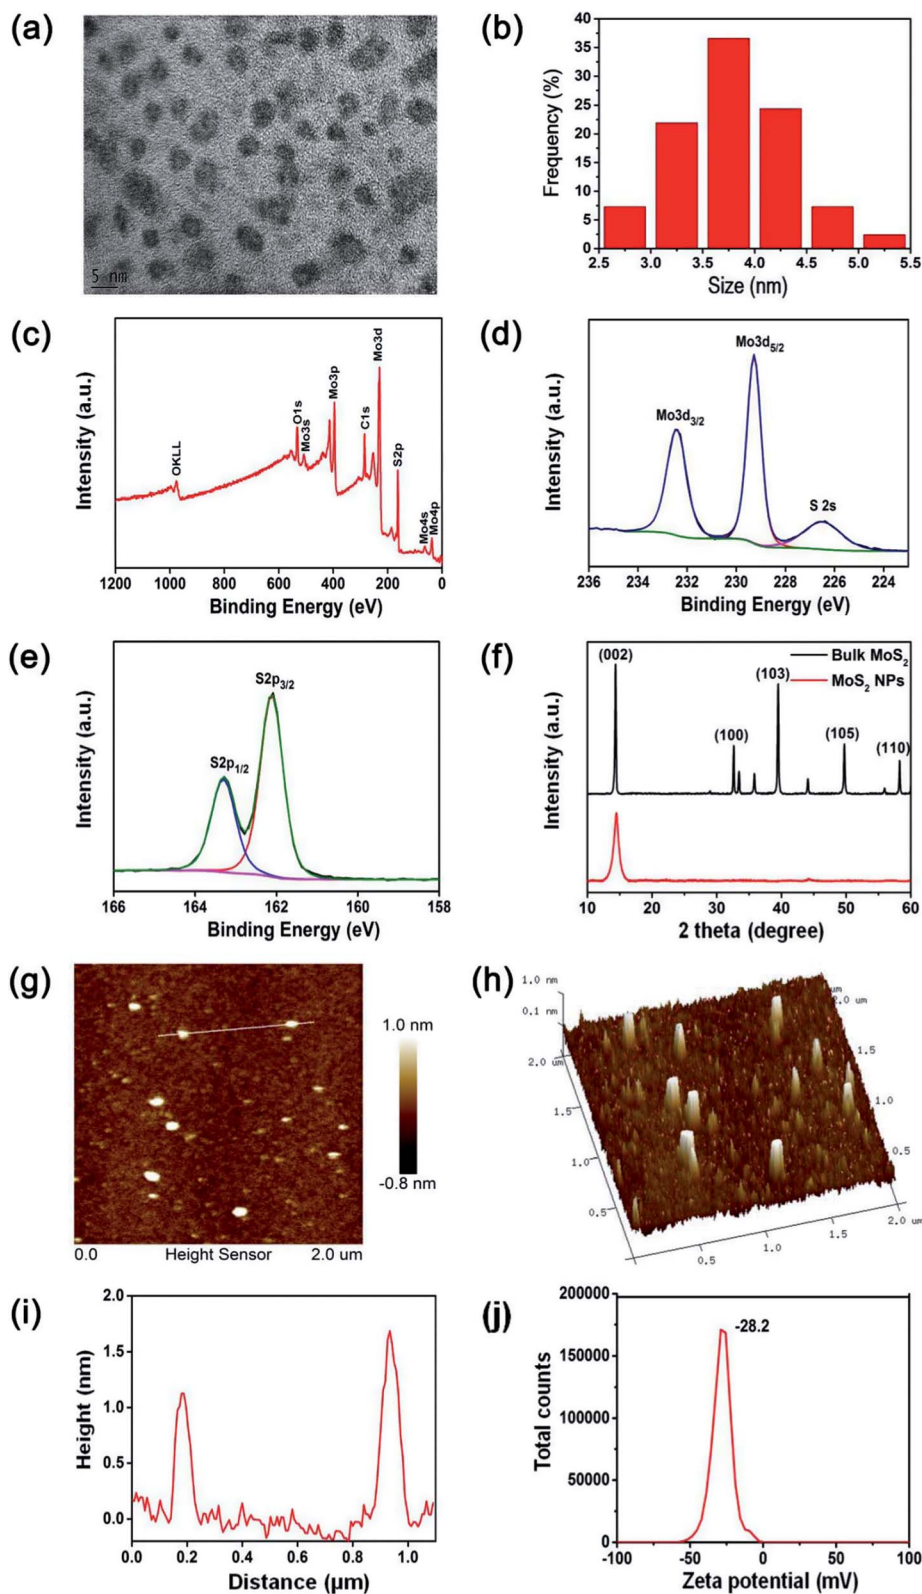 (a)
5 nm
(b)
Frequency (%)
40
35
30
25
20
15
10
5
0
2.5 3.0 3.5 4.0 4.5 5.0 5.5
Size (nm)
(c)
Intensity (a.u.)
OKLL
O1s
Mo3s
Mo3p
C1s
Mo3d
S2p
Mo4s
Mo4p
1200 1000 800 600 400 200 0
Binding Energy (eV)
(d)
Intensity (a.u.)
Mo3d3/2
Mo3d5/2
S 2s
236 234 232 230 228 226 224
Binding Energy (eV)
(e)
Intensity (a.u.)
S2p1/2
S2p3/2
166 164 162 160 158
Binding Energy (eV)
(f)
Intensity (a.u.)
Bulk MoS2
MoS2 NPs
(002)
(100)
(103)
(105)
(110)
10 20 30 40 50 60
2 theta (degree)
(g)
1.0 nm
-0.8 nm
0.0 Height Sensor 2.0 um
(h)
1.0 nm
0.1 nm
2.0 um
1.5
1.0
0.5
um
2.0 um
1.5
1.0
0.5
0.5
1.0
1.5
2.0 um
(i)
Height (nm)
2.0
1.5
1.0
0.5
0.0
0.0 0.2 0.4 0.6 0.8 1.0
Distance (µm)
(j)
Total counts
200000
150000
100000
50000
0
-28.2
-100 -50 0 50 100
Zeta potential (mV)